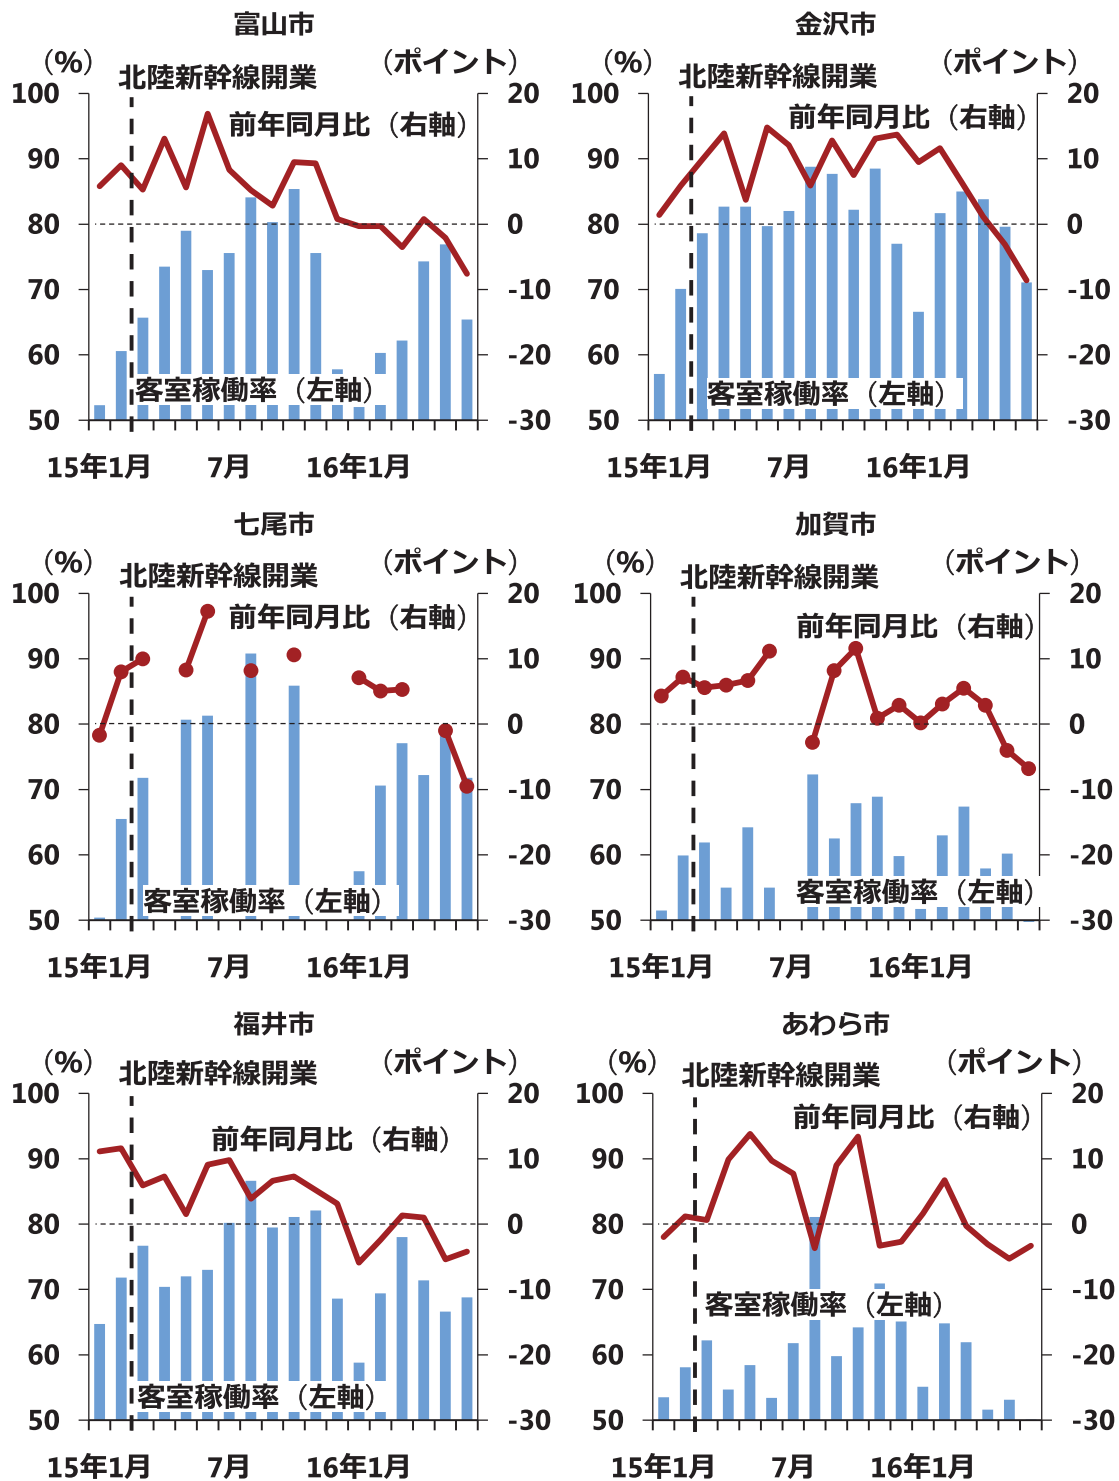 富山市
(%)
(ポイント)
北陸新幹線開業
前年同月比(右軸)
100
90
80
70
60
50
20
10
0
-10
-20
-30
客室稼働率(左軸)
15年1月
7月
16年1月
金沢市
(%)
(ポイント)
北陸新幹線開業
前年同月比(右軸)
100
90
80
70
60
50
20
10
0
-10
-20
-30
客室稼働率(左軸)
15年1月
7月
16年1月
七尾市
(%)
(ポイント)
北陸新幹線開業
前年同月比(右軸)
100
90
80
70
60
50
20
10
0
-10
-20
-30
客室稼働率(左軸)
15年1月
7月
16年1月
加賀市
(%)
(ポイント)
北陸新幹線開業
前年同月比(右軸)
100
90
80
70
60
50
20
10
0
-10
-20
-30
客室稼働率(左軸)
15年1月
7月
16年1月
福井市
(%)
(ポイント)
北陸新幹線開業
前年同月比(右軸)
100
90
80
70
60
50
20
10
0
-10
-20
-30
客室稼働率(左軸)
15年1月
7月
16年1月
あわら市
(%)
(ポイント)
北陸新幹線開業
前年同月比(右軸)
100
90
80
70
60
50
20
10
0
-10
-20
-30
客室稼働率(左軸)
15年1月
7月
16年1月